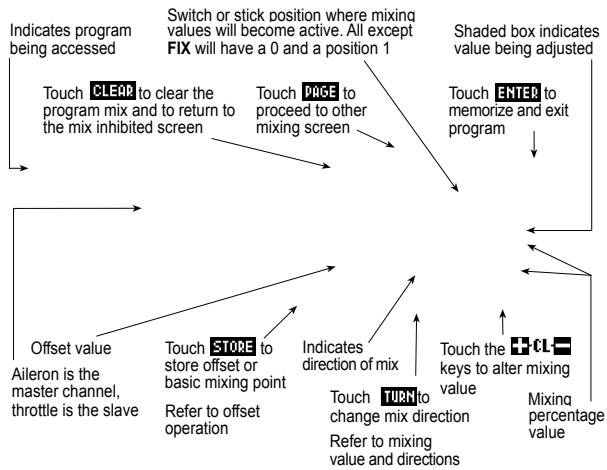 Indicates program
being accessed
Switch or stick position where mixing
values will become active. All except
FIX will have a 0 and a position 1
Shaded box indicates
value being adjusted
Touch CLEAR to clear the
program mix and to return to
the mix inhibited screen
Touch PAGE to
proceed to other
mixing screen
Touch ENTER to
memorize and exit
program
Offset value
Aileron is the
master channel,
throttle is the slave
Touch STORE to
store offset or
basic mixing point
Refer to offset
operation
Indicates
direction of mix
Touch TURN to
change mix direction
Refer to mixing
value and directions
Touch the +CL-
keys to alter mixing
value
Mixing
percentage
value